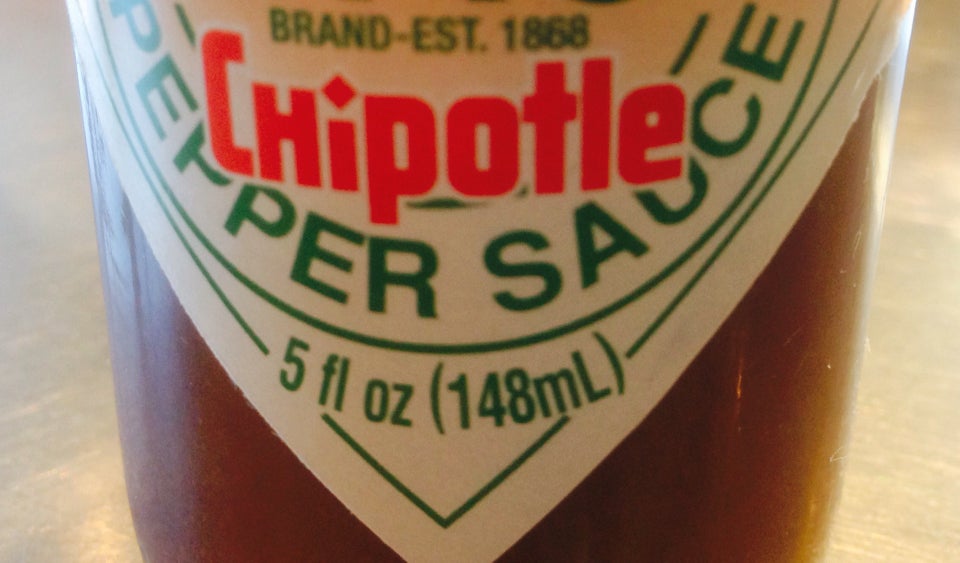 BRAND-EST. 1868
CHipotle
PEPPER SAUCE
5 fl oz (148mL)